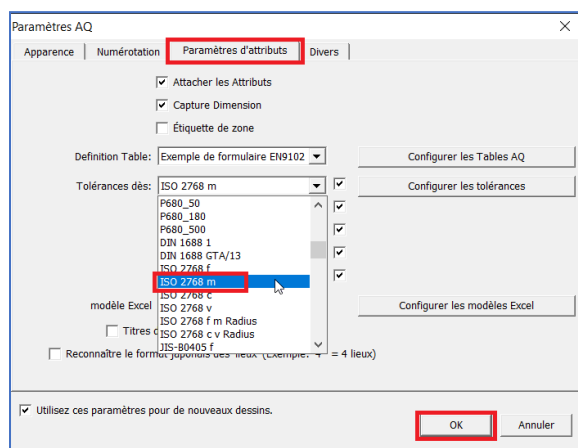 Paramètres AQ
Apparence Numérotation Paramètres d'attributs Divers
Attacher les Attributs
Capture Dimension
Étiquette de zone
Definition Table: Exemple de formulaire EN9102 Configurer les Tables AQ
Tolérances dès: ISO 2768 m Configurer les tolérances
P680_50
P680_180
P680_500
DIN 1688 1
DIN 1688 GTA/13
ISO 2768 f
ISO 2768 m
ISO 2768 c
modèle Excel ISO 2768 v Configurer les modèles Excel
ISO 2768 f m Radius
Titres ISO 2768 c v Radius
JIS-B0405 f
Reconnaître le format japonais des lieux (Exemple: 4 = 4 lieux)
Utilisez ces paramètres pour de nouveaux dessins.
OK Annuler